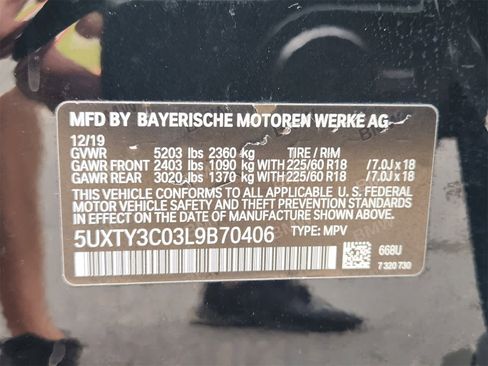 MFD BY BAYERISCHE MOTOREN WERKE AG
12/19
GVWR 5203 lbs 2360 kg TIRE / RIM
GAWR FRONT 2403 lbs 1090 kg WITH 225/60 R18 / 7.0J x 18
GAWR REAR 3020 lbs 1370 kg WITH 225/60 R18 / 7.0J x 18
THIS VEHICLE CONFORMS TO ALL APPLICABLE U. S. FEDERAL
MOTOR VEHICLE SAFETY AND THEFT PREVENTION STANDARDS
IN EFFECT ON THE DATE OF MANUFACTURE SHOWN ABOVE.
5UXTY3C03L9B70406 TYPE: MPV
668U
7 320 730